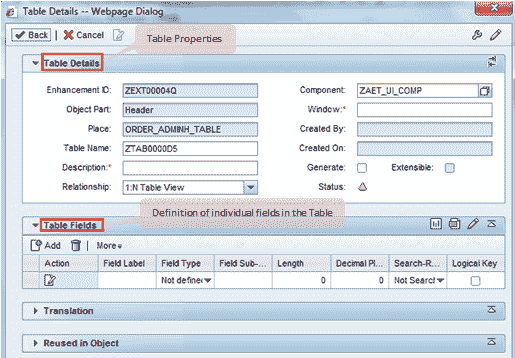 Table Details -- Webpage Dialog
Back Cancel
Table Properties
Table Details
Enhancement ID: ZEXT00004Q Component: ZAET_UI_COMP
Object Part: Header Window:*
Place: ORDER_ADMINH_TABLE Created By:
Table Name: ZTAB0000D5 Created On:
Description:* Generate: Extensible:
Relationship: 1:N Table View Status:
Definition of individual fields in the Table
Table Fields
Add More
Action Field Label Field Type Field Sub-... Length Decimal Pl... Search-R... Logical Key
Not define 0 0 Not Search
Translation
Reused in Object